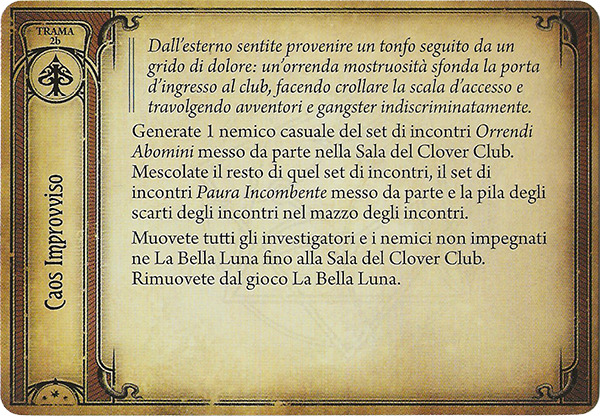 TRAMA
2b
Caos Improvviso
Dall'esterno sentite provenire un tonfo seguito da un
grido di dolore: un'orrenda mostruosità sfonda la porta
d'ingresso al club, facendo crollare la scala d'accesso e
travolgendo avventori e gangster indiscriminatamente.
Generate 1 nemico casuale del set di incontri Orrendi
Abomini messo da parte nella Sala del Clover Club.
Mescolate il resto di quel set di incontri, il set di
incontri Paura Incombente messo da parte e la pila degli
scarti degli incontri nel mazzo degli incontri.
Muovete tutti gli investigatori e i nemici non impegnati
ne La Bella Luna fino alla Sala del Clover Club.
Rimuovete dal gioco La Bella Luna.